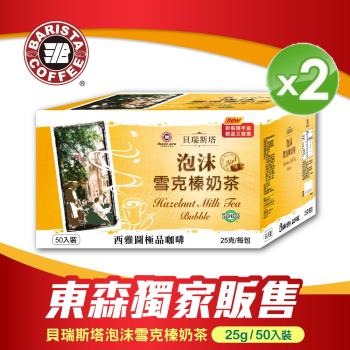 BARISTA
COFFEE
®
x2
new
貝瑞斯塔
泡沫
3in1
雪克榛奶茶
Hazelnut Milk Tea
Bubble
50入裝
西雅圖極品咖啡
25克/每包
東森獨家販售
貝瑞斯塔泡沫雪克榛奶茶 25g/50入裝